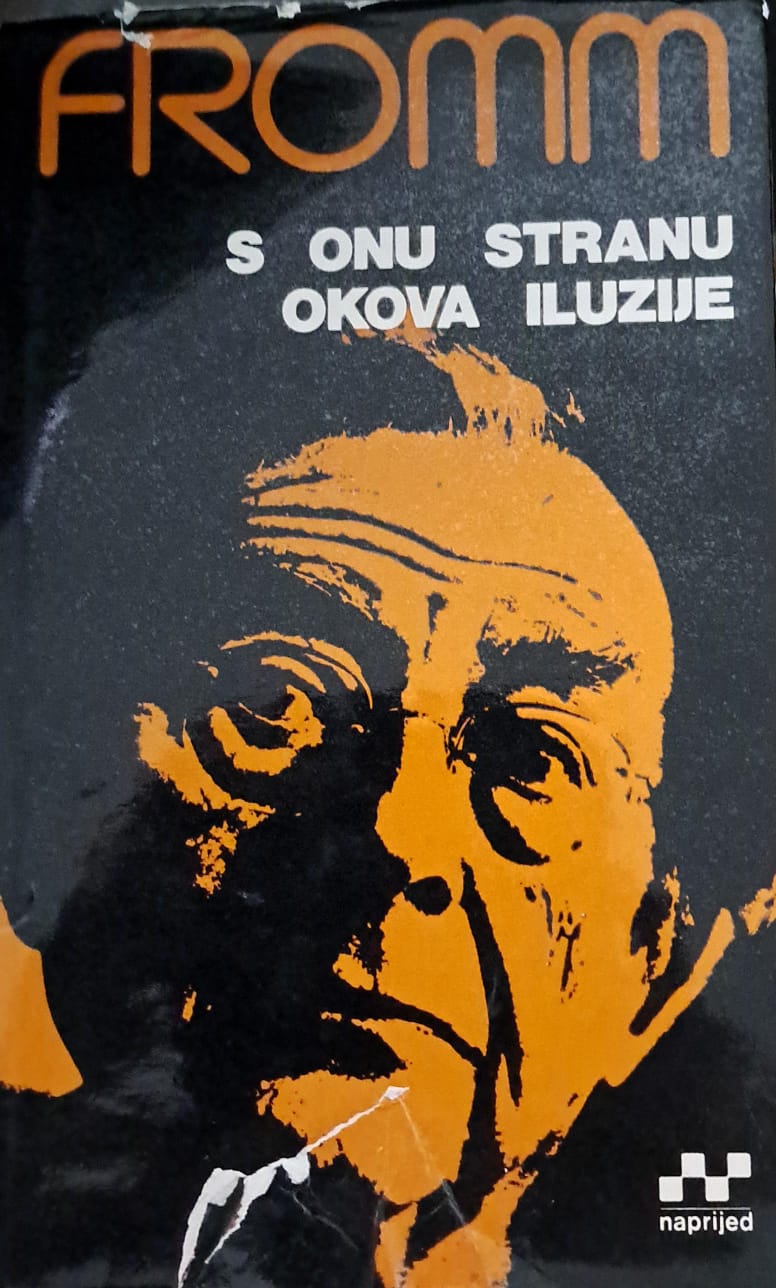 FROMM
S ONU STRANU
OKOVA ILUZIJE
naprijed